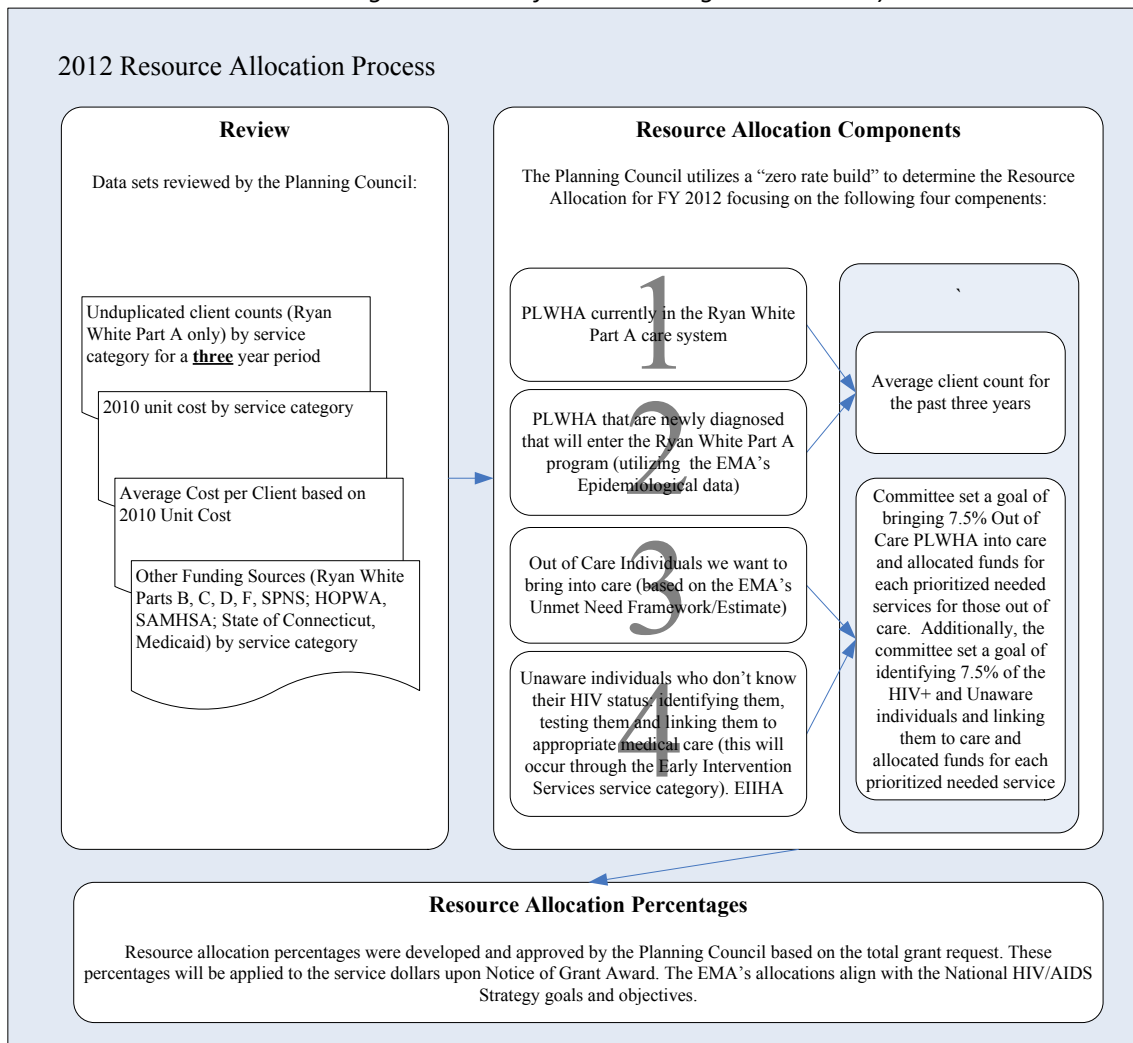 2012 Resource Allocation Process
Review
Data sets reviewed by the Planning Council:
Unduplicated client counts (Ryan
White Part A only) by service
category for a three year period
2010 unit cost by service category
Average Cost per Client based on
2010 Unit Cost
Other Funding Sources (Ryan White
Parts B, C, D, F, SPNS; HOPWA,
SAMHSA; State of Connecticut,
Medicaid) by service category
Resource Allocation Components
The Planning Council utilizes a “zero rate build” to determine the Resource
Allocation for FY 2012 focusing on the following four compenents:
1
PLWHA currently in the Ryan White
Part A care system
2
PLWHA that are newly diagnosed
that will enter the Ryan White Part A
program (utilizing the EMA’s
Epidemiological data)
3
Out of Care Individuals we want to
bring into care (based on the EMA’s
Unmet Need Framework/Estimate)
4
Unaware individuals who don’t know
their HIV status: identifying them,
testing them and linking them to
appropriate medical care (this will
occur through the Early Intervention
Services service category). EIIHA
`
Average client count for
the past three years
Committee set a goal of
bringing 7.5% Out of
Care PLWHA into care
and allocated funds for
each prioritized needed
services for those out of
care. Additionally, the
committee set a goal of
identifying 7.5% of the
HIV+ and Unaware
individuals and linking
them to care and
allocated funds for each
prioritized needed service
Resource Allocation Percentages
Resource allocation percentages were developed and approved by the Planning Council based on the total grant request. These
percentages will be applied to the service dollars upon Notice of Grant Award. The EMA’s allocations align with the National HIV/AIDS
Strategy goals and objectives.